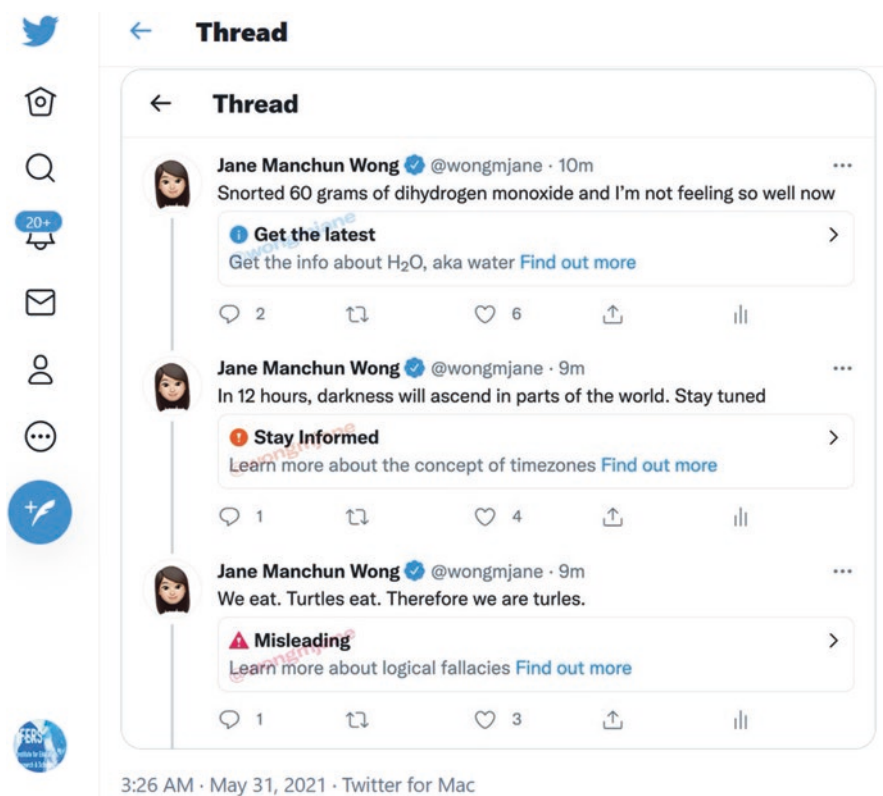 Thread
Thread
20+
Jane Manchun Wong @wongmjane · 10m
Snorted 60 grams of dihydrogen monoxide and I'm not feeling so well now
@wongmjane
Get the latest
Get the info about H₂O, aka water Find out more
2 6
Jane Manchun Wong @wongmjane · 9m
In 12 hours, darkness will ascend in parts of the world. Stay tuned
@wongmjane
Stay Informed
Learn more about the concept of timezones Find out more
1 4
Jane Manchun Wong @wongmjane · 9m
We eat. Turtles eat. Therefore we are turles.
@wongmjane
Misleading
Learn more about logical fallacies Find out more
1 3
3:26 AM · May 31, 2021 · Twitter for Mac